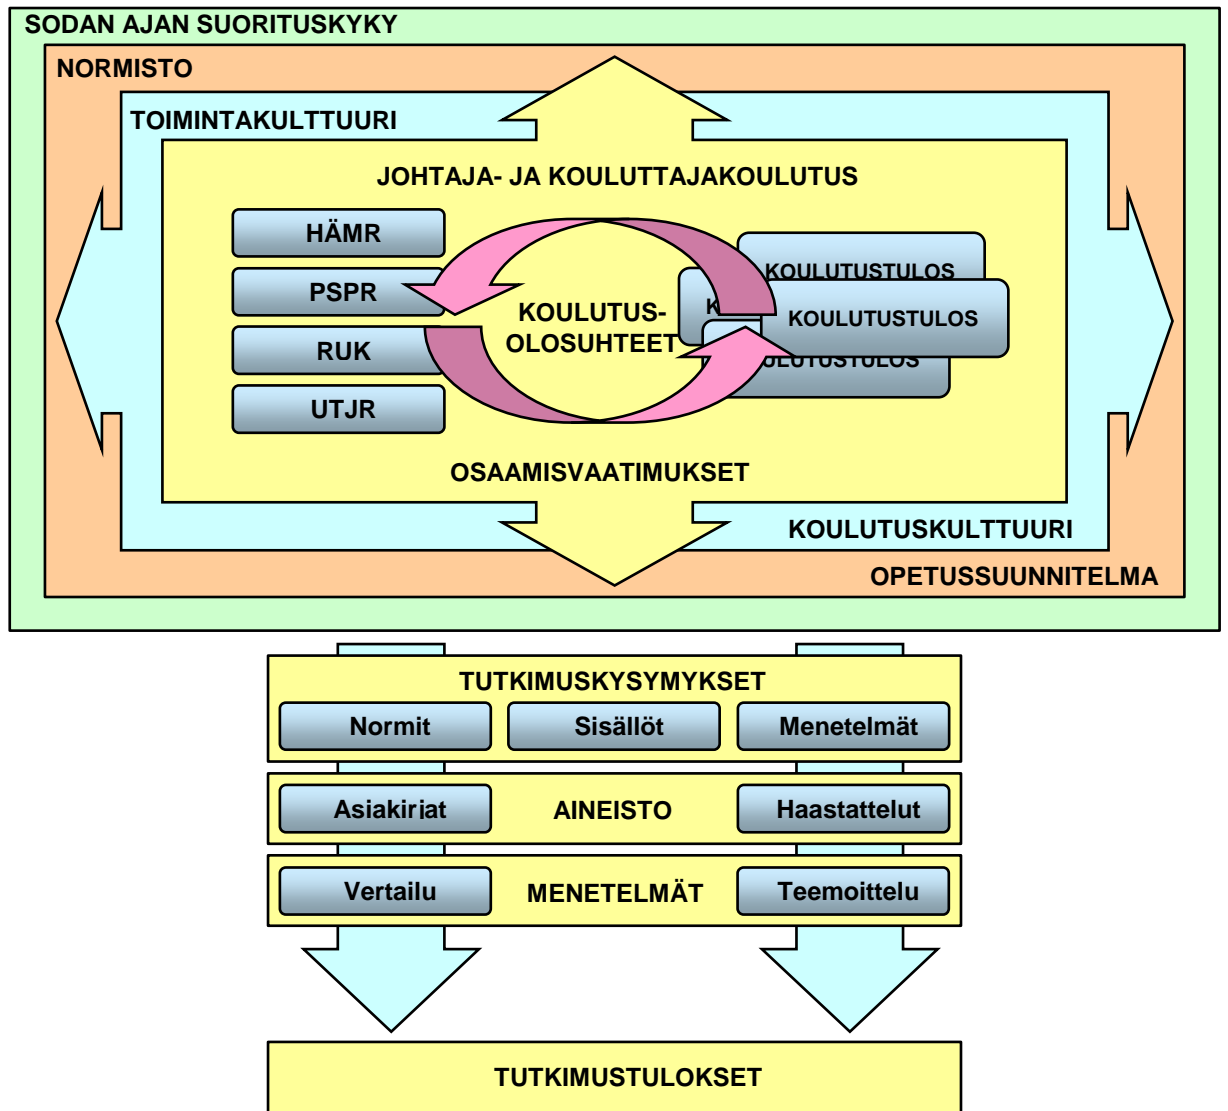 SODAN AJAN SUORITUSKYKY
NORMISTO
TOIMINTAKULTTUURI
JOHTAJA- JA KOULUTTAJAKOULUTUS
HÄMR
PSPR
RUK
UTJR
KOULUTUS-
OLOSUHTEET
KOULUTUSTULOS
KOULUTUSTULOS
OSAAMISVAATIMUKSET
KOULUTUSKULTTUURI
OPETUSSUUNNITELMA
TUTKIMUSKYSYMYKSET
Normit
Sisällöt
Menetelmät
Asiakirjat
AINEISTO
Haastattelut
Vertailu
MENETELMÄT
Teemoittelu
TUTKIMUSTULOKSET